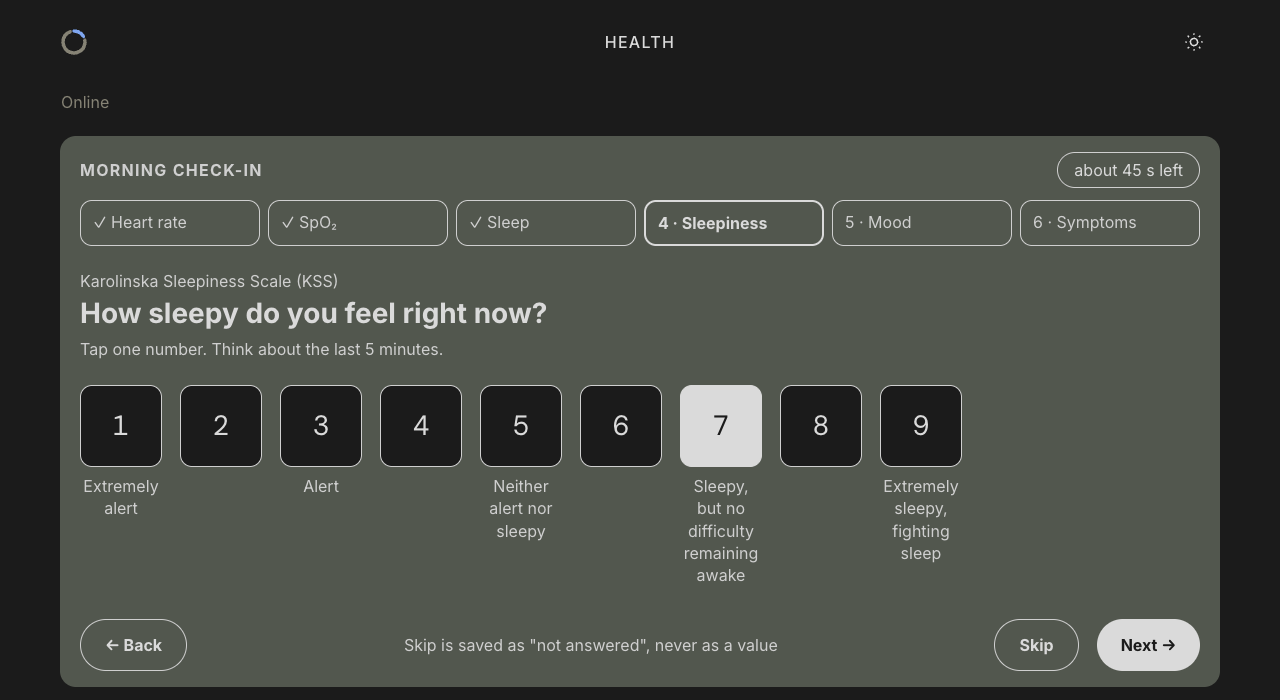 HEALTH
Online
MORNING CHECK-IN
about 45 s left
✓ Heart rate
✓ SpO₂
✓ Sleep
4 · Sleepiness
5 · Mood
6 · Symptoms
Karolinska Sleepiness Scale (KSS)
How sleepy do you feel right now?
Tap one number. Think about the last 5 minutes.
1
2
3
4
5
6
7
8
9
Extremely
alert
Alert
Neither
alert nor
sleepy
Sleepy,
but no
difficulty
remaining
awake
Extremely
sleepy,
fighting
sleep
← Back
Skip is saved as "not answered", never as a value
Skip
Next →